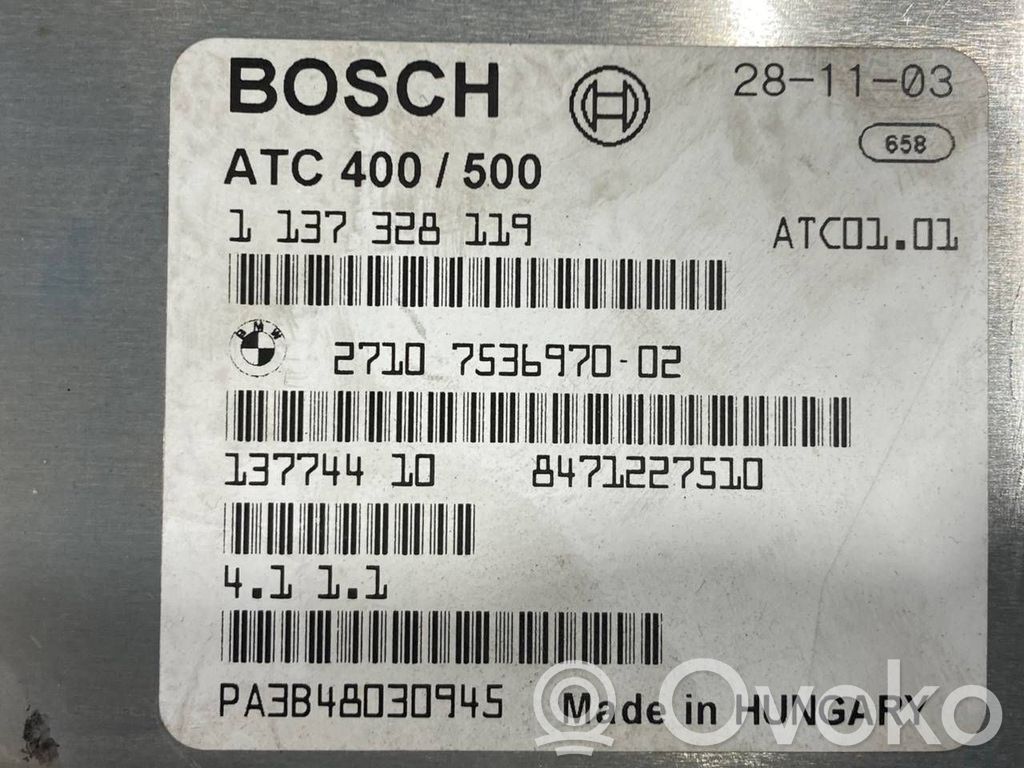 BOSCH 28-11-03
658
ATC 400 / 500
1 137 328 119 ATC01.01
BMW 2710 7536970-02
137744 10 8471227510
4.1 1.1
PA3B48030945 Made in HUNGARY
Ovoko